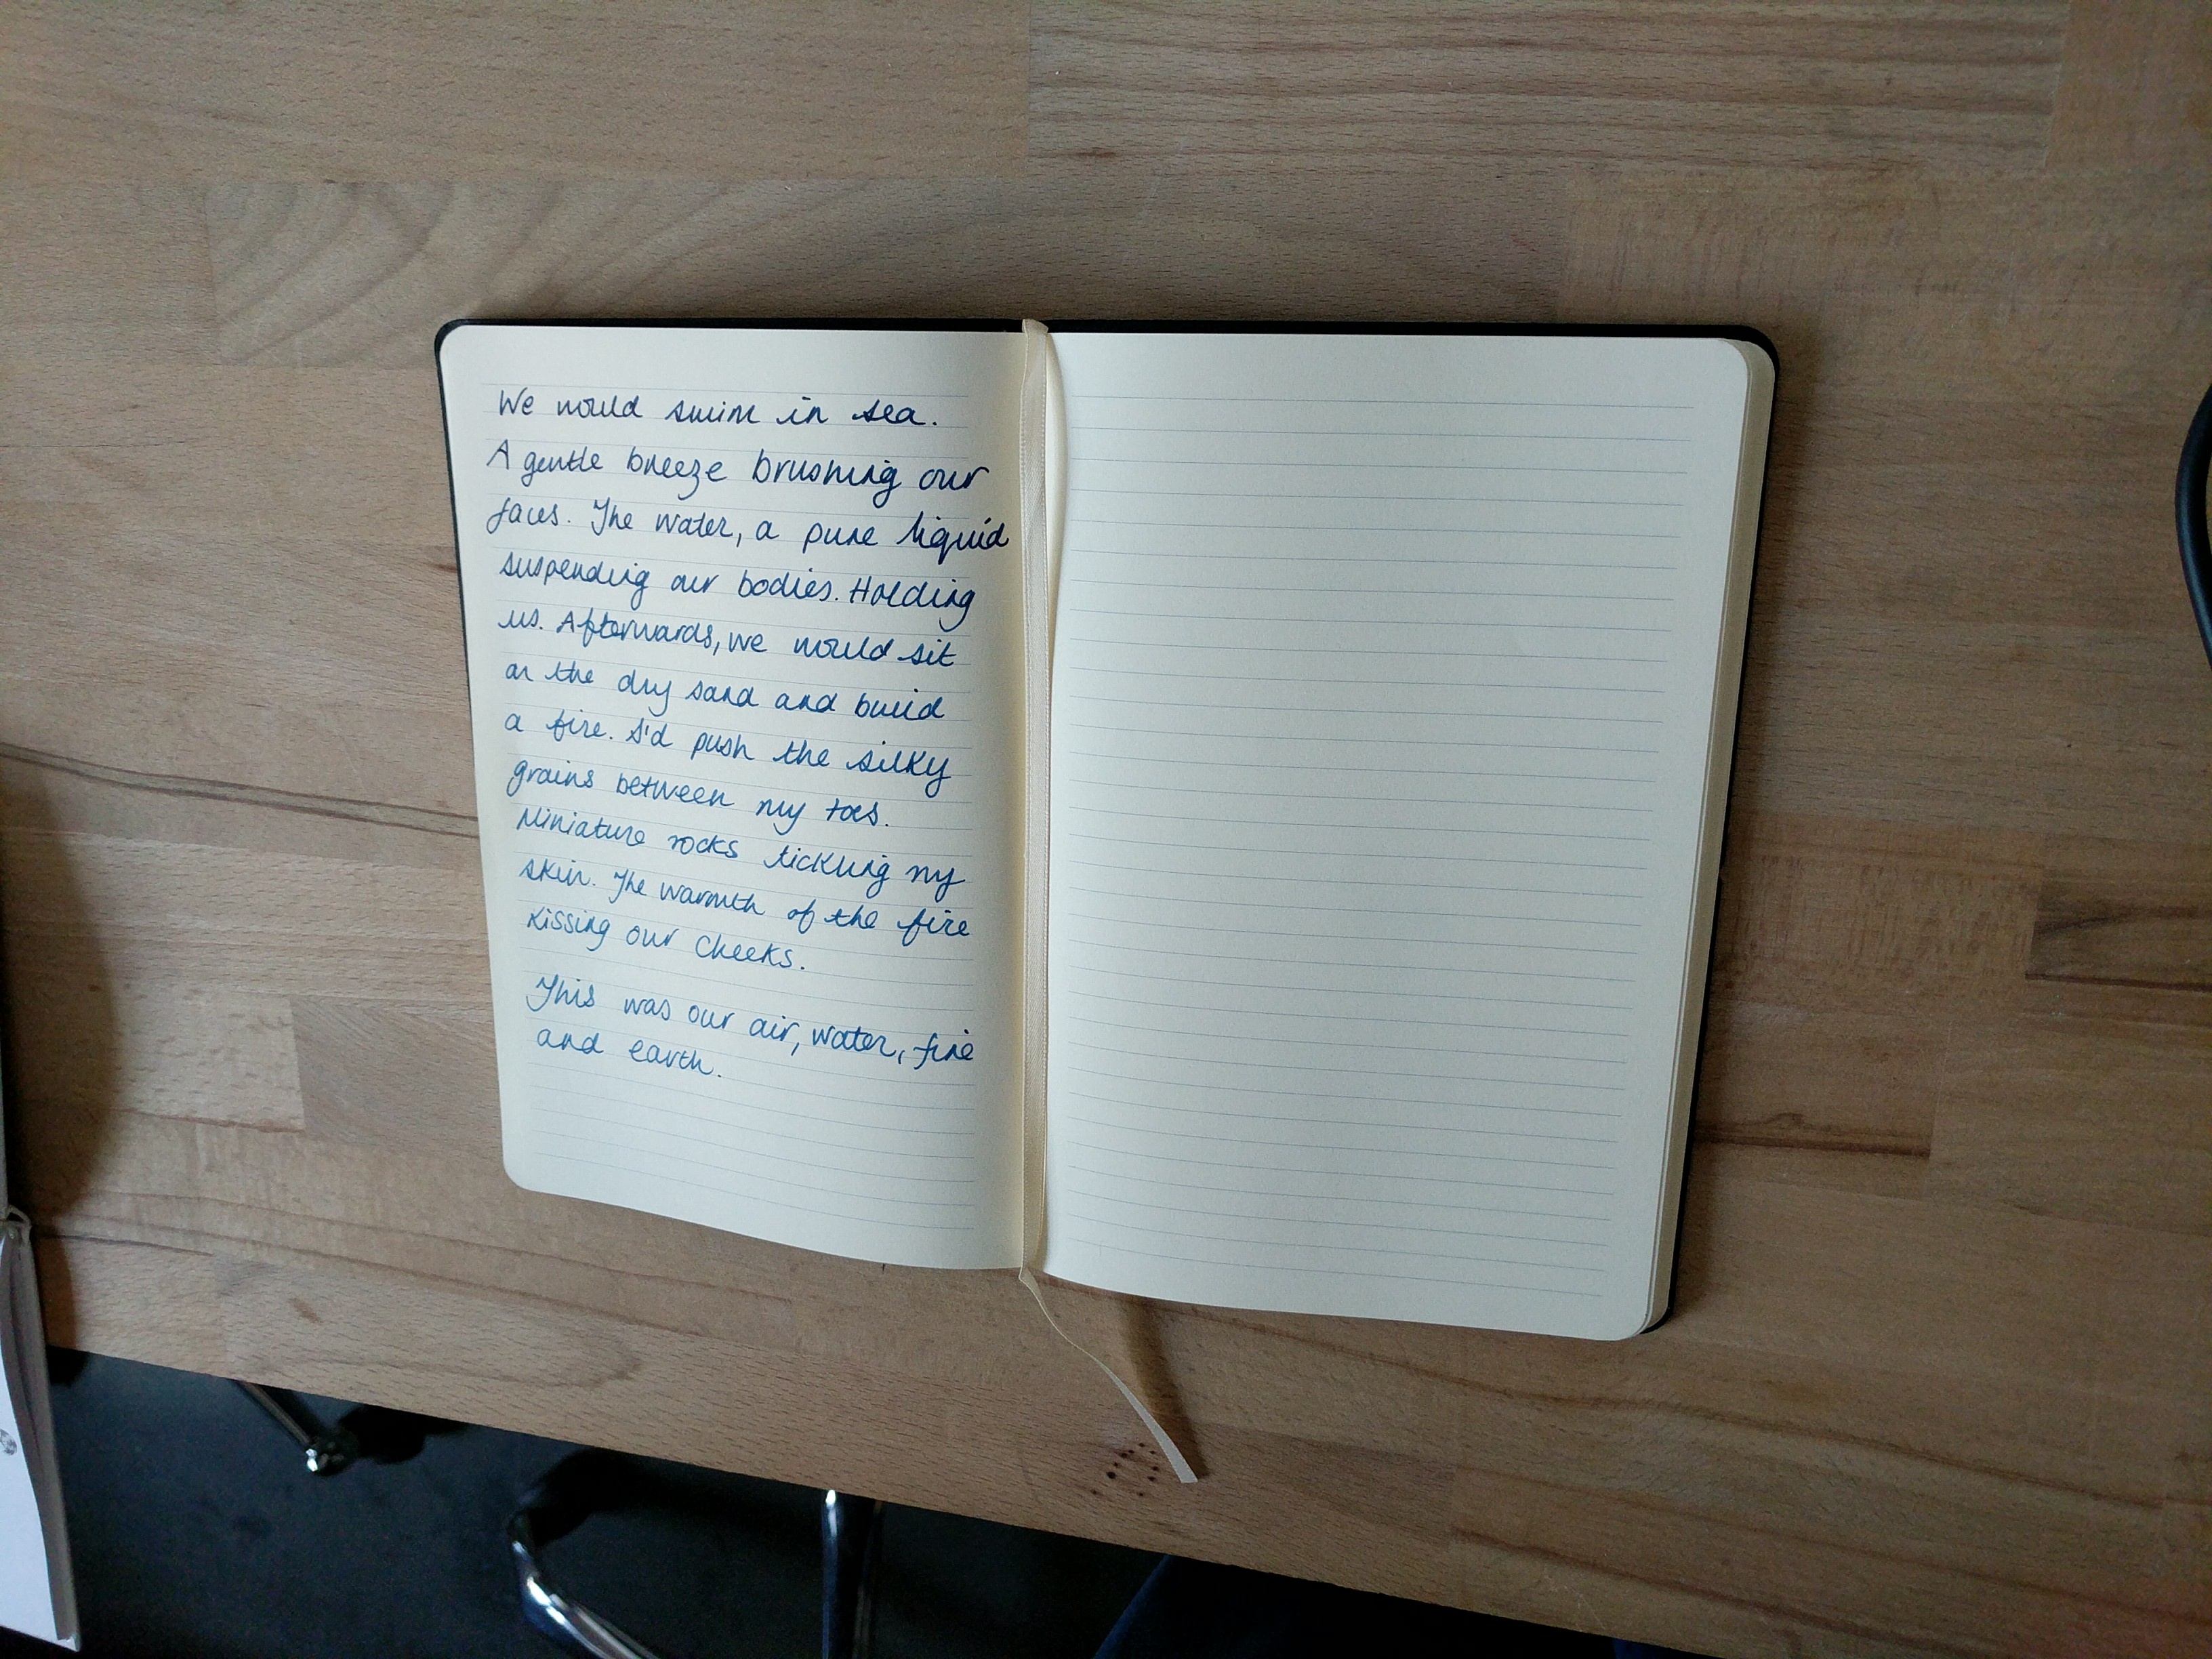 We would swim in sea.
A gentle breeze brushing our
faces. The water, a pure liquid
suspending our bodies. Holding
us. Afterwards, we would sit
on the dry sand and build
a fire. I'd push the silky
grains between my toes.
Miniature rocks tickling my
skin. The warmth of the fire
kissing our cheeks.
This was our air, water, fire
and earth.